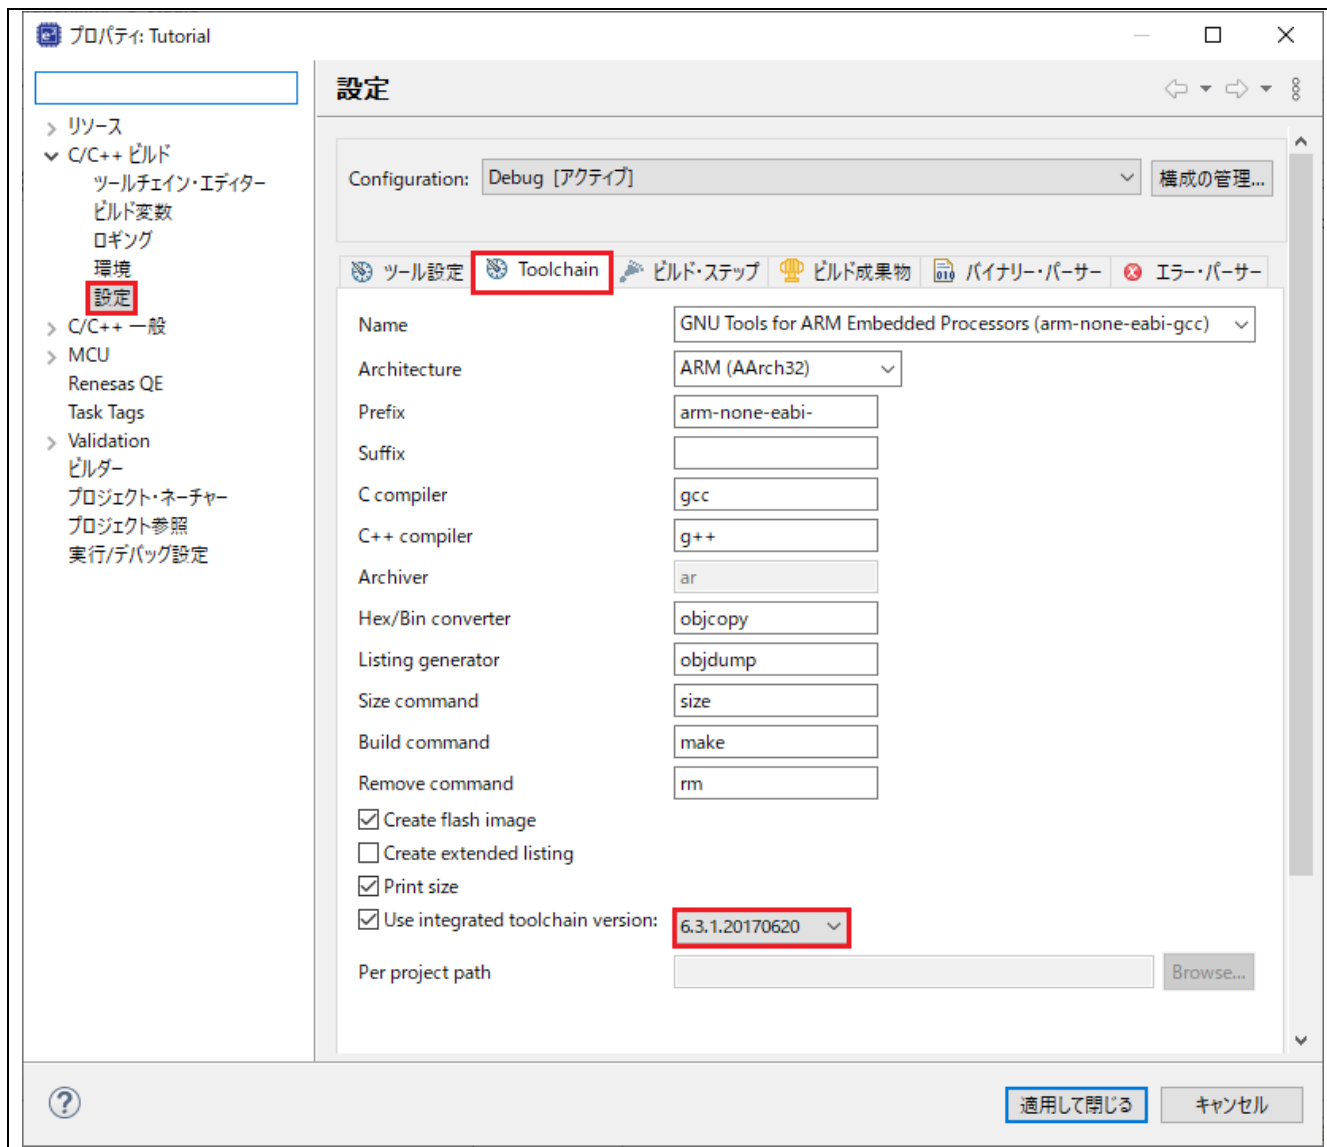 プロパティ: Tutorial
設定
リソース
C/C++ ビルド
ツールチェイン・エディター
ビルド変数
ロギング
環境
設定
C/C++ 一般
MCU
Renesas QE
Task Tags
Validation
ビルダー
プロジェクト・ネーチャー
プロジェクト参照
実行/デバッグ設定
Configuration: Debug [アクティブ] 構成の管理...
ツール設定 Toolchain ビルド・ステップ ビルド成果物 バイナリー・パーサー エラー・パーサー
Name GNU Tools for ARM Embedded Processors (arm-none-eabi-gcc)
Architecture ARM (AArch32)
Prefix arm-none-eabi-
Suffix
C compiler gcc
C++ compiler g++
Archiver ar
Hex/Bin converter objcopy
Listing generator objdump
Size command size
Build command make
Remove command rm
Create flash image
Create extended listing
Print size
Use integrated toolchain version: 6.3.1.20170620
Per project path Browse...
適用して閉じる キャンセル